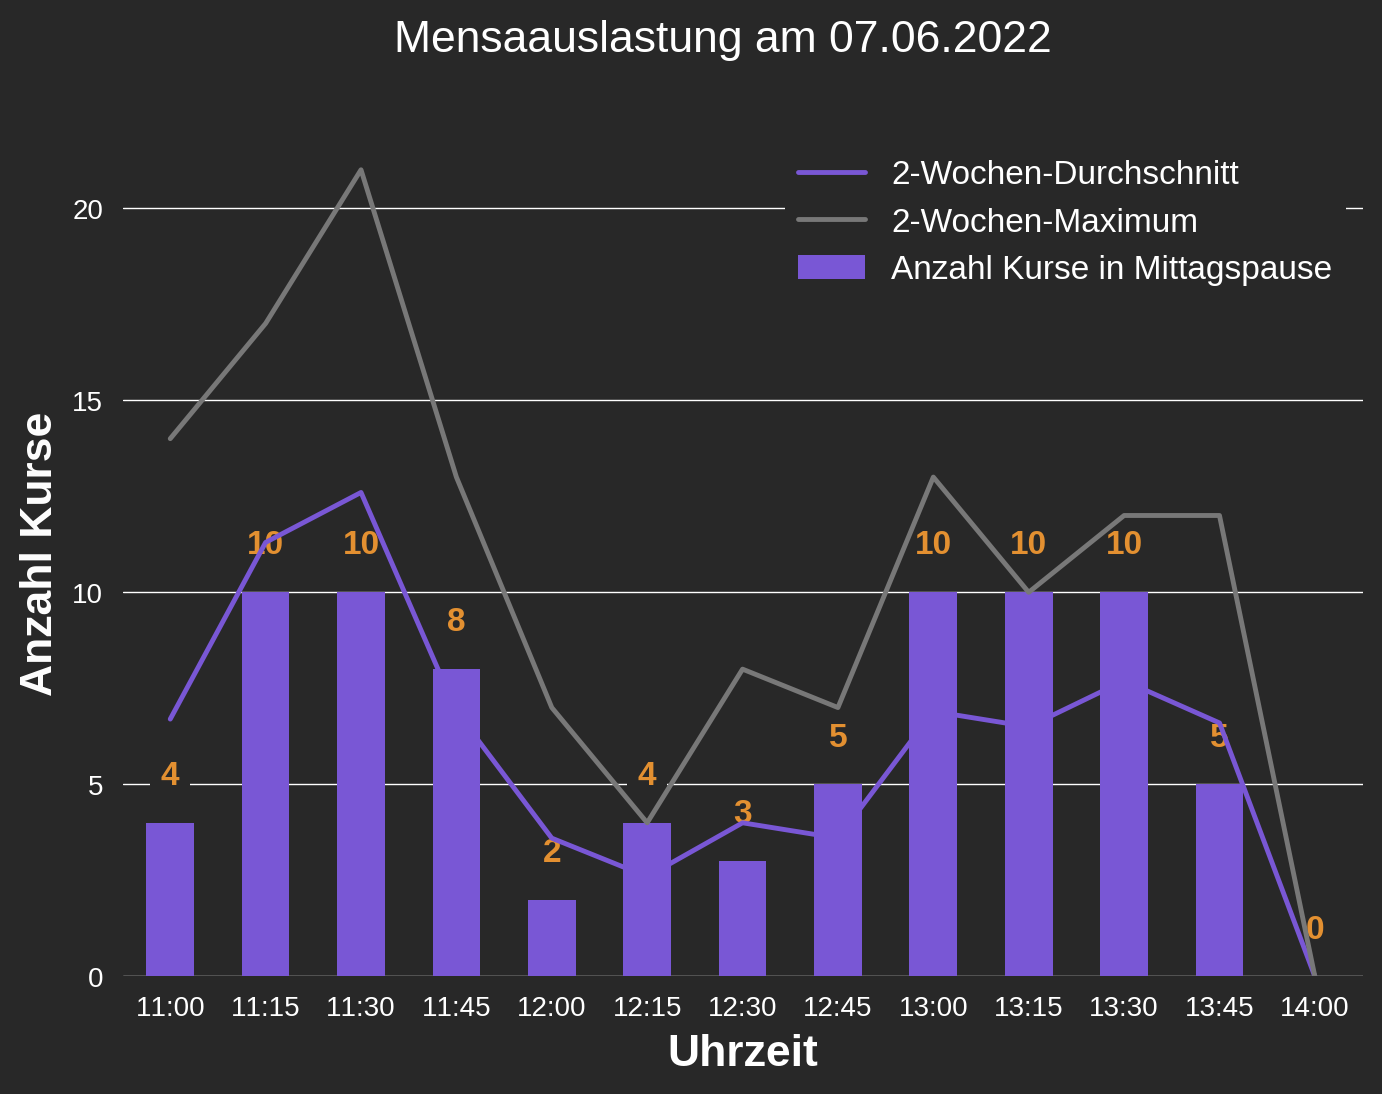 Mensaauslastung am 07.06.2022
2-Wochen-Durchschnitt
2-Wochen-Maximum
Anzahl Kurse in Mittagspause
Anzahl Kurse
20
15
10
5
0
4
10
10
8
2
4
3
5
10
10
10
5
0
11:00 11:15 11:30 11:45 12:00 12:15 12:30 12:45 13:00 13:15 13:30 13:45 14:00
Uhrzeit